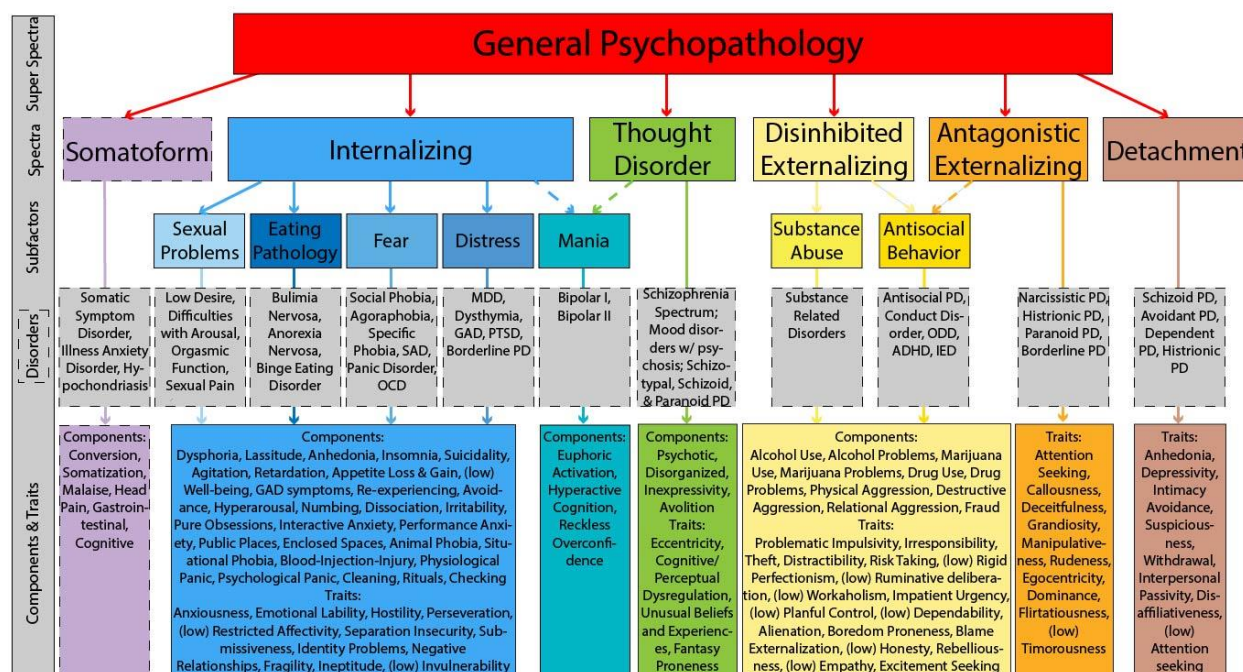 General Psychopathology
Super Spectra
Spectra
Somatoform
Internalizing
Thought
Disorder
Disinhibited
Externalizing
Antagonistic
Externalizing
Detachment
Subfactors
Sexual
Problems
Eating
Pathology
Fear
Distress
Mania
Substance
Abuse
Antisocial
Behavior
Disorders
Somatic
Symptom
Disorder,
Illness Anxiety
Disorder, Hy-
pochondriasis
Low Desire,
Difficulties
with Arousal,
Orgasmic
Function,
Sexual Pain
Bulimia
Nervosa,
Anorexia
Nervosa,
Binge Eating
Disorder
Social Phobia,
Agoraphobia,
Specific
Phobia, SAD,
Panic Disorder,
OCD
MDD,
Dysthymia,
GAD, PTSD,
Borderline PD
Bipolar I,
Bipolar II
Schizophrenia
Spectrum;
Mood disor-
ders w/ psy-
chosis; Schizo-
typal, Schizoid,
& Paranoid PD
Substance
Related
Disorders
Antisocial PD,
Conduct Dis-
order, ODD,
ADHD, IED
Narcissistic PD,
Histrionic PD,
Paranoid PD,
Borderline PD
Schizoid PD,
Avoidant PD,
Dependent
PD, Histrionic
PD
Components & Traits
Components:
Conversion,
Somatization,
Malaise, Head
Pain, Gastroin-
testinal,
Cognitive
Components:
Dysphoria, Lassitude, Anhedonia, Insomnia, Suicidality,
Agitation, Retardation, Appetite Loss & Gain, (low)
Well-being, GAD symptoms, Re-experiencing, Avoid-
ance, Hyperarousal, Numbing, Dissociation, Irritability,
Pure Obsessions, Interactive Anxiety, Performance Anxi-
ety, Public Places, Enclosed Spaces, Animal Phobia, Situ-
ational Phobia, Blood-Injection-Injury, Physiological
Panic, Psychological Panic, Cleaning, Rituals, Checking
Traits:
Anxiousness, Emotional Lability, Hostility, Perseveration,
(low) Restricted Affectivity, Separation Insecurity, Sub-
missiveness, Identity Problems, Negative
Relationships, Fragility, Ineptitude, (low) Invulnerability
Components:
Euphoric
Activation,
Hyperactive
Cognition,
Reckless
Overconfi-
dence
Components:
Psychotic,
Disorganized,
Inexpressivity,
Avolition
Traits:
Eccentricity,
Cognitive/
Perceptual
Dysregulation,
Unusual Beliefs
and Experienc-
es, Fantasy
Proneness
Components:
Alcohol Use, Alcohol Problems, Marijuana
Use, Marijuana Problems, Drug Use, Drug
Problems, Physical Aggression, Destructive
Aggression, Relational Aggression, Fraud
Traits:
Problematic Impulsivity, Irresponsibility,
Theft, Distractibility, Risk Taking, (low) Rigid
Perfectionism, (low) Ruminative delibera-
tion, (low) Workaholism, Impatient Urgency,
(low) Planful Control, (low) Dependability,
Alienation, Boredom Proneness, Blame
Externalization, (low) Honesty, Rebellious-
ness, (low) Empathy, Excitement Seeking
Traits:
Attention
Seeking,
Callousness,
Deceitfulness,
Grandiosity,
Manipulative-
ness, Rudeness,
Egocentricity,
Dominance,
Flirtatiousness,
(low)
Timorousness
Traits:
Anhedonia,
Depressivity,
Intimacy
Avoidance,
Suspicious-
ness,
Withdrawal,
Interpersonal
Passivity, Dis-
affiliativeness,
(low)
Attention
seeking